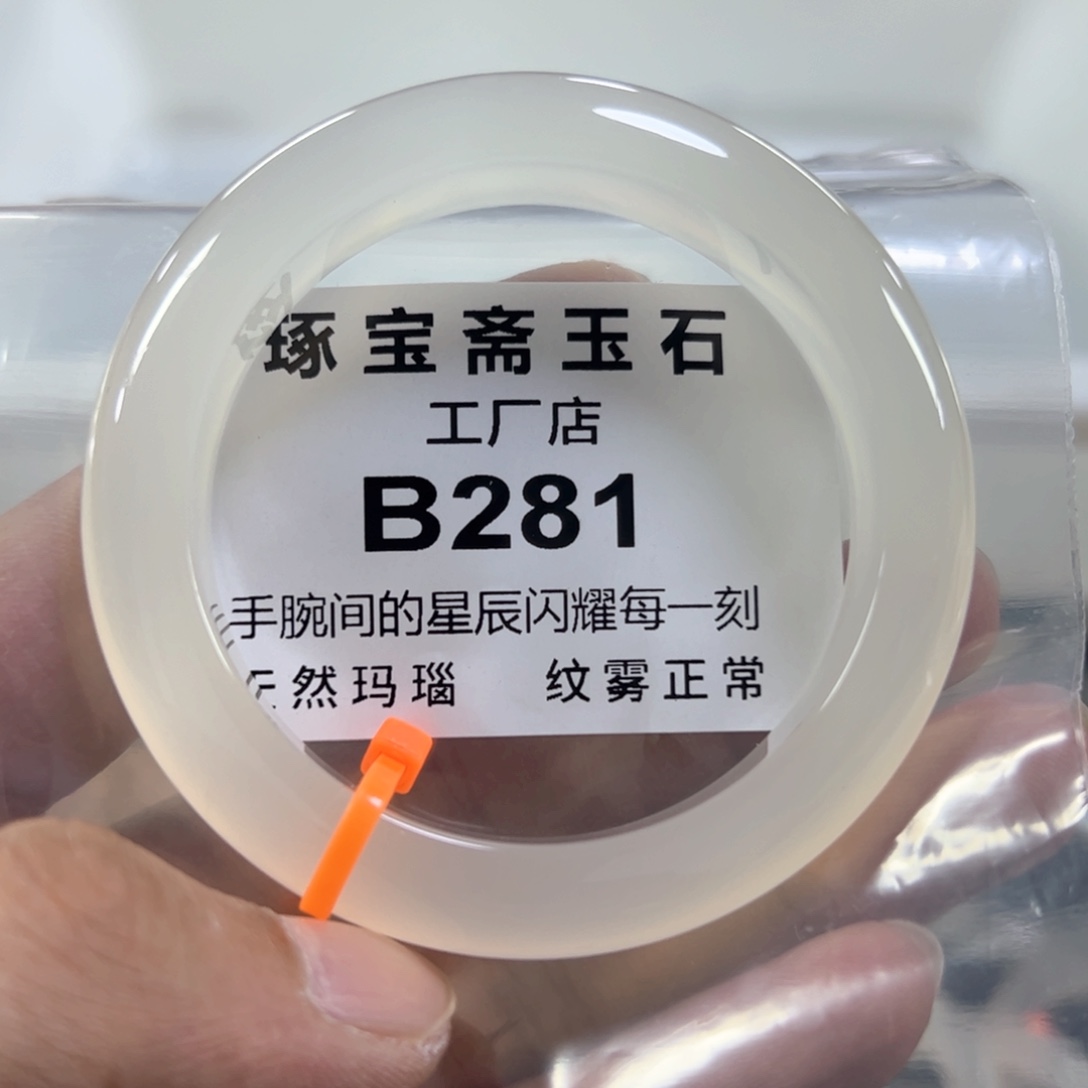 琢宝斋玉石
工厂店
B281
手腕间的星辰闪耀每一刻
天然玛瑙 纹雾正常